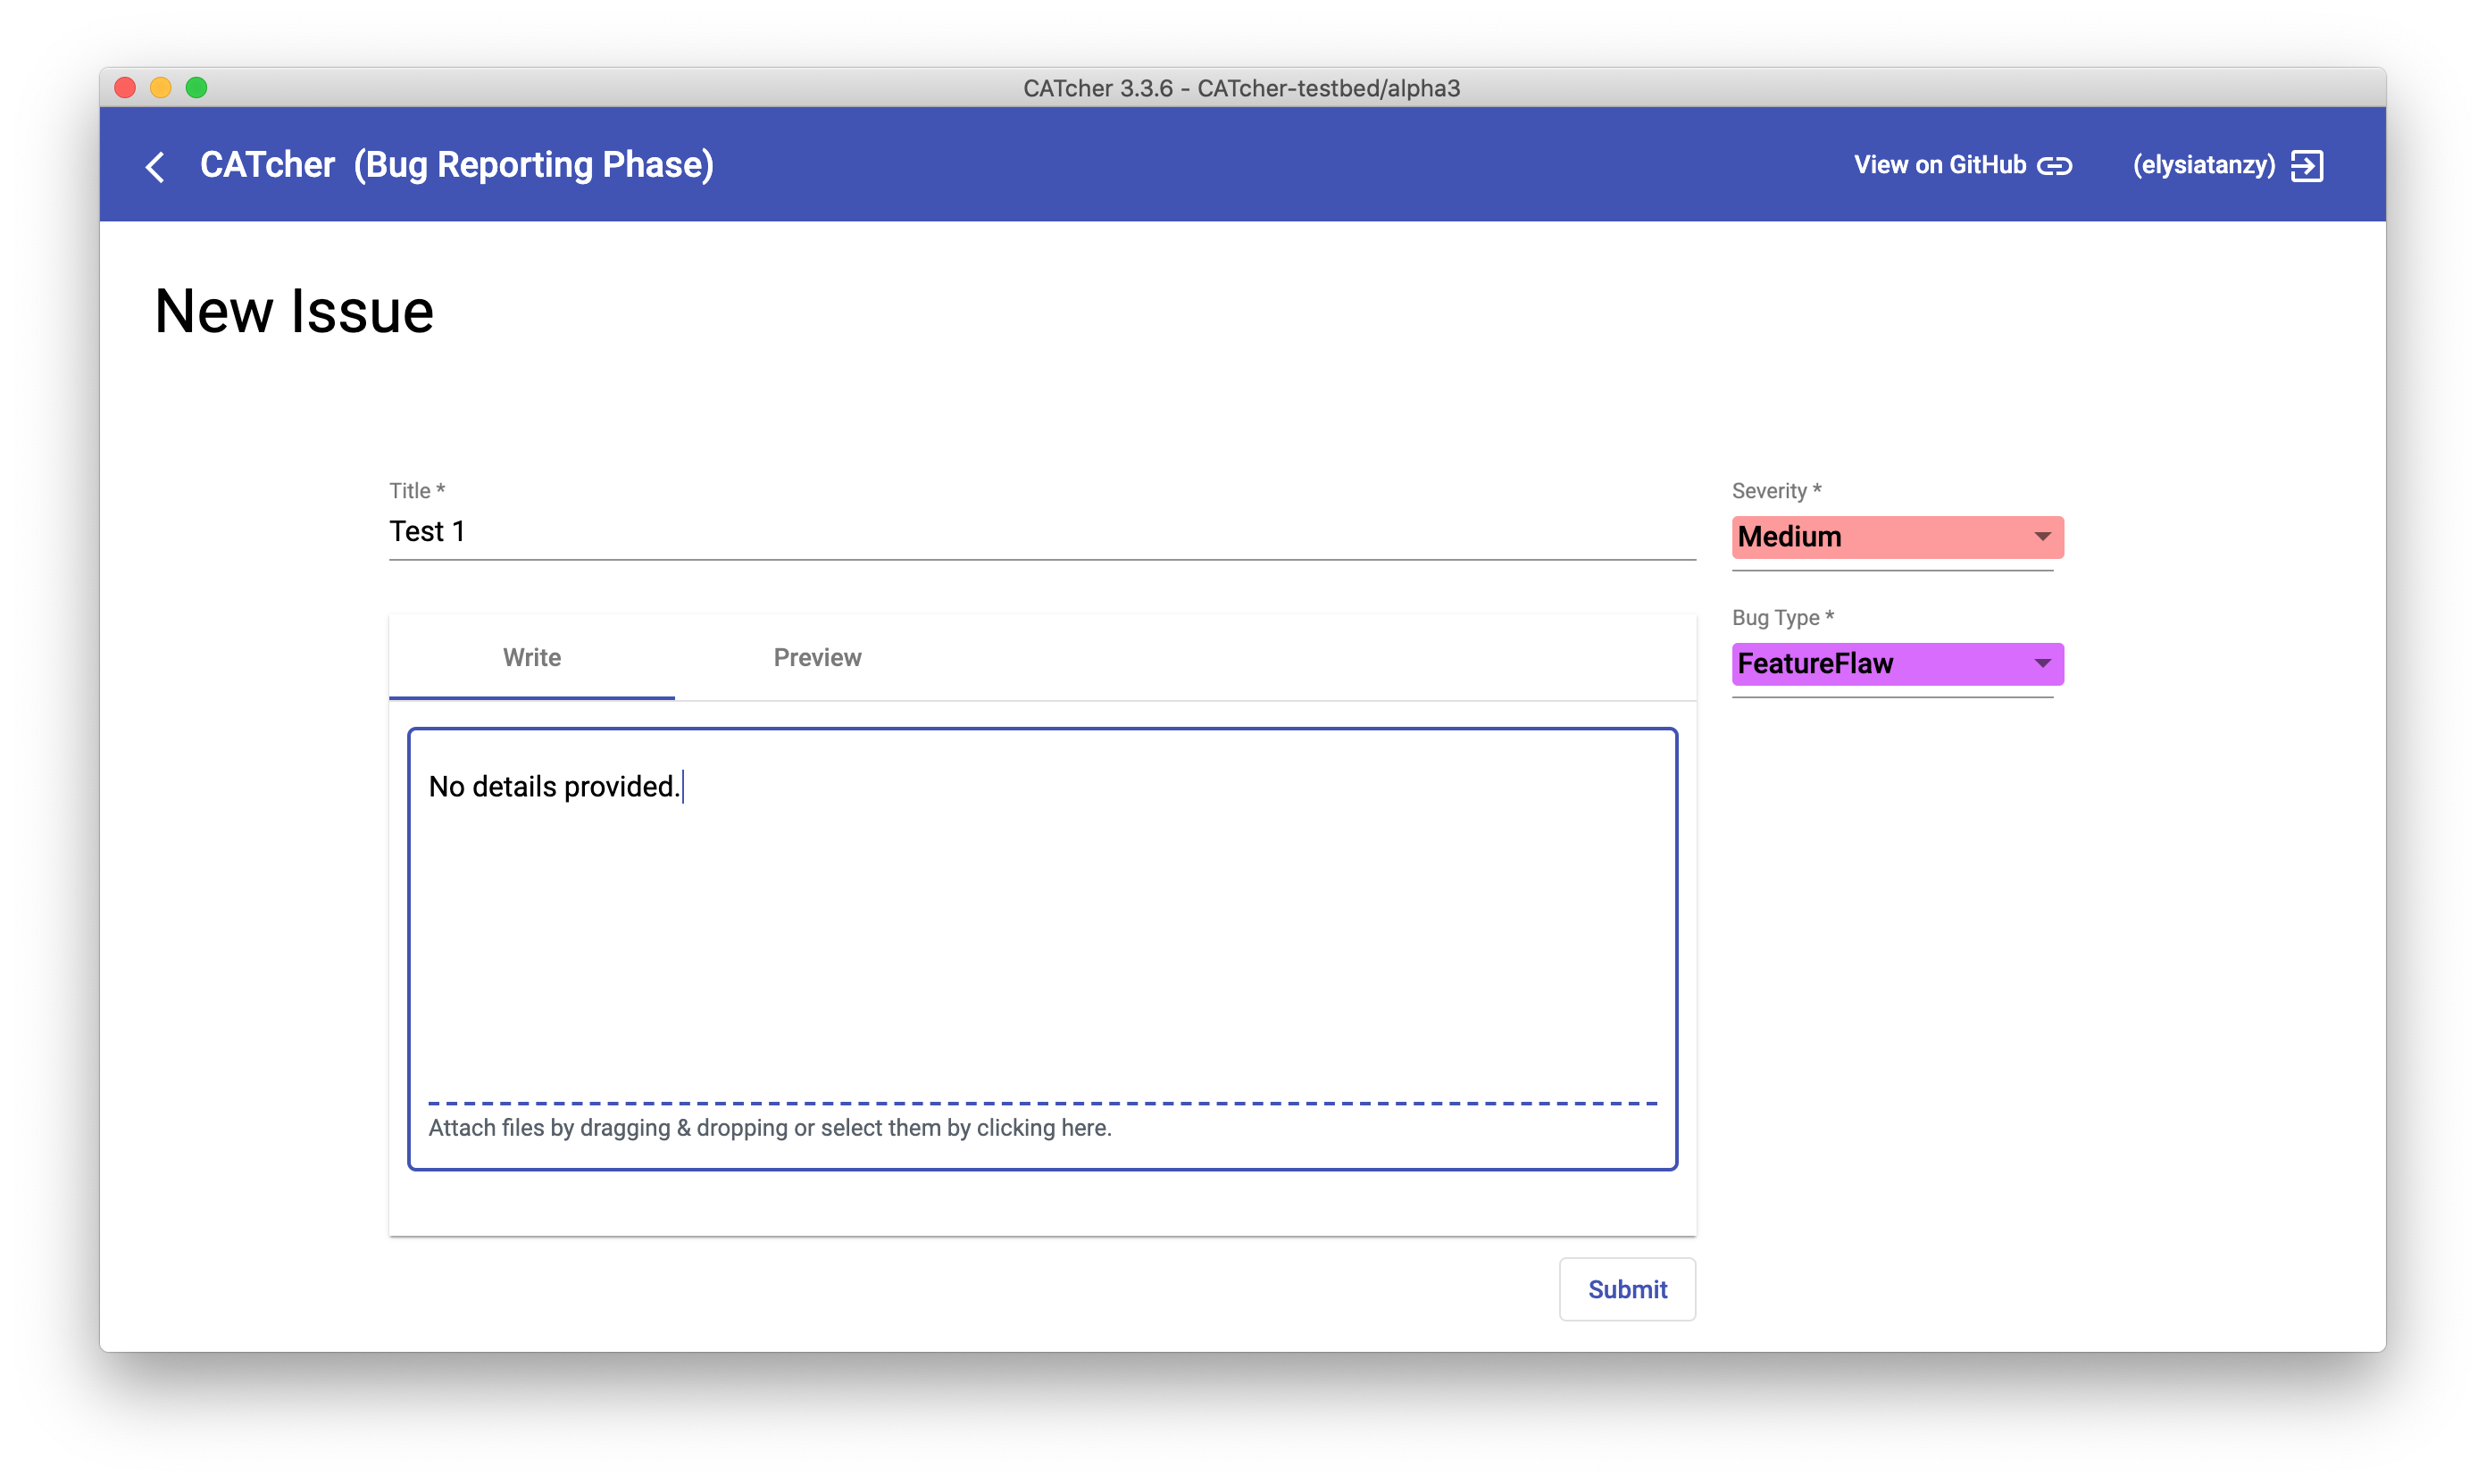 CATcher 3.3.6 - CATcher-testbed/alpha3
CATcher (Bug Reporting Phase)
View on GitHub
(elysiatanzy)
New Issue
Title *
Test 1
Severity *
Medium
Bug Type *
FeatureFlaw
Write
Preview
No details provided.
Attach files by dragging & dropping or select them by clicking here.
Submit